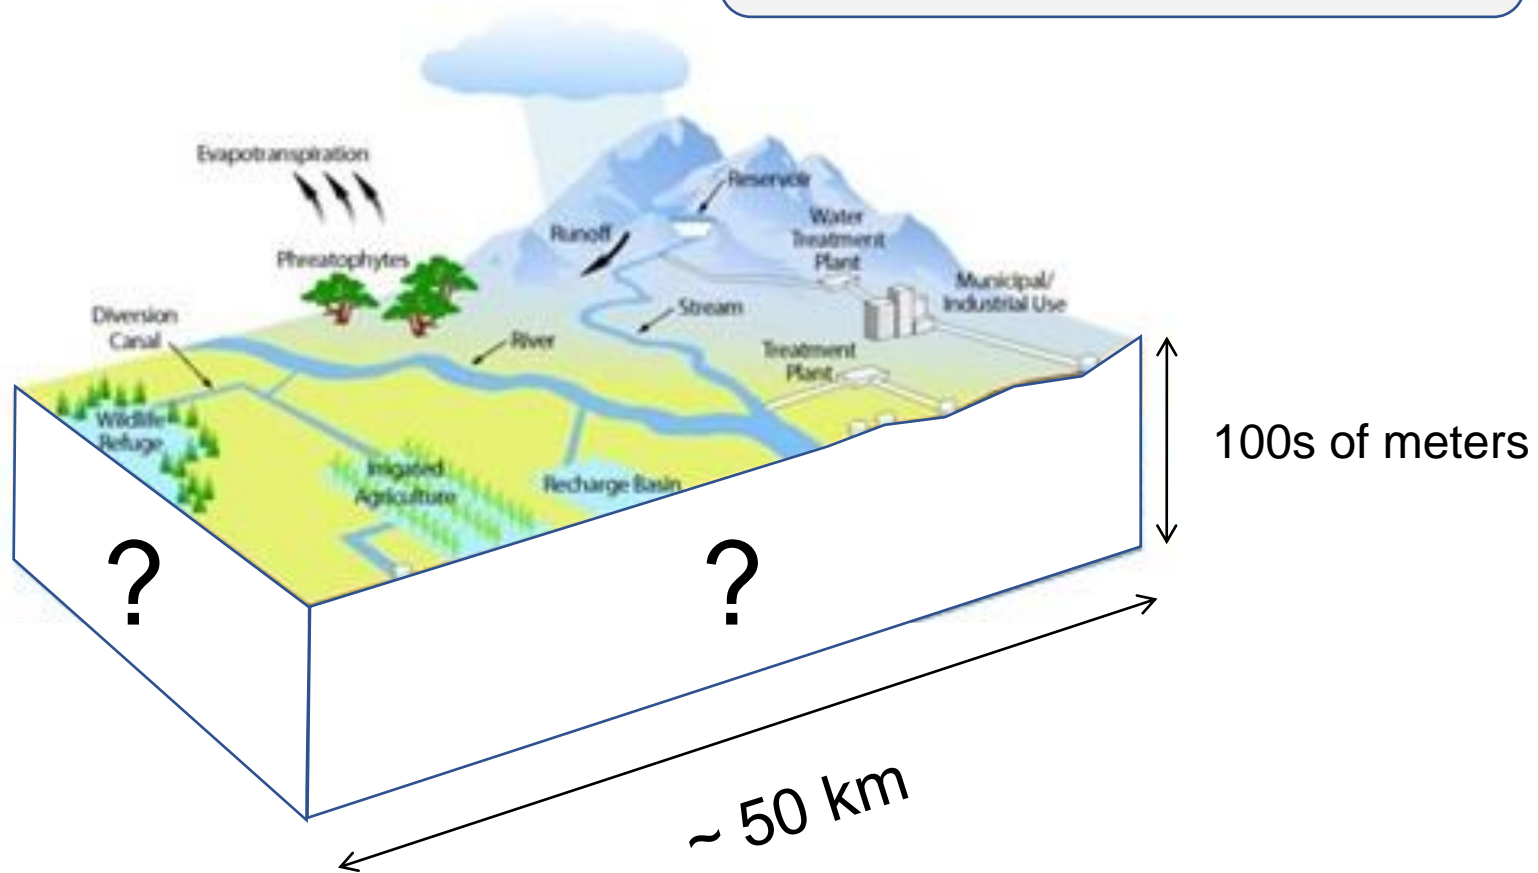 Evapotranspiration
Reservoir
Runoff
Water
Treatment
Plant
Phreatophytes
Municipal/
Industrial Use
Diversion
Canal
Stream
River
Treatment
Plant
100s of meters
Wildlife
Refuge
Irrigated
Agriculture
Recharge Basin
?
?
~ 50 km